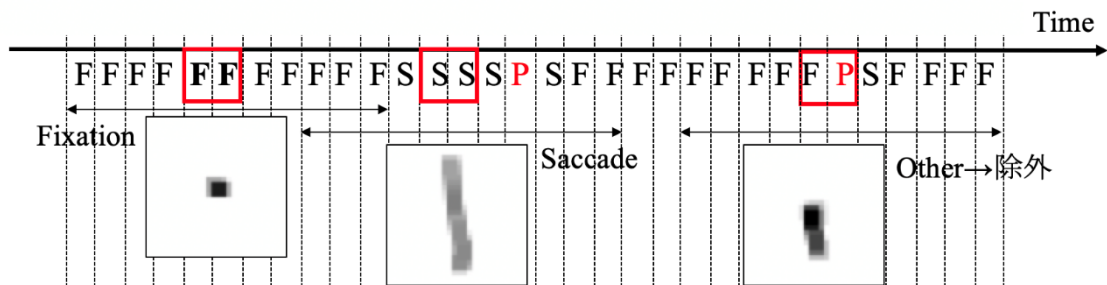 Time
F F F F F F F F F F F S S S S P S F F F F F F F F F P S F F F F
Fixation
Saccade
Other→除外